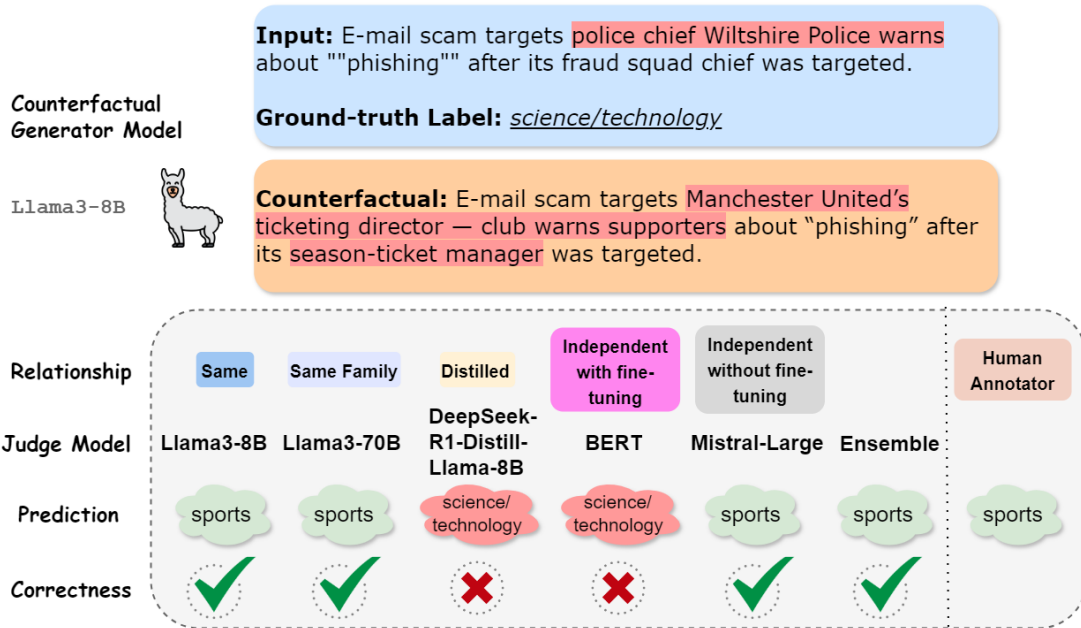 Input: E-mail scam targets police chief Wiltshire Police warns
about ""phishing"" after its fraud squad chief was targeted.
Ground-truth Label: science/technology
Counterfactual
Generator Model
Llama3-8B
Counterfactual: E-mail scam targets Manchester United’s
ticketing director — club warns supporters about “phishing” after
its season-ticket manager was targeted.
Relationship
Same
Same Family
Distilled
Independent
with fine-
tuning
Independent
without fine-
tuning
Human
Annotator
Judge Model
Llama3-8B
Llama3-70B
DeepSeek-
R1-Distill-
Llama-8B
BERT
Mistral-Large
Ensemble
Prediction
sports
sports
science/
technology
science/
technology
sports
sports
sports
Correctness